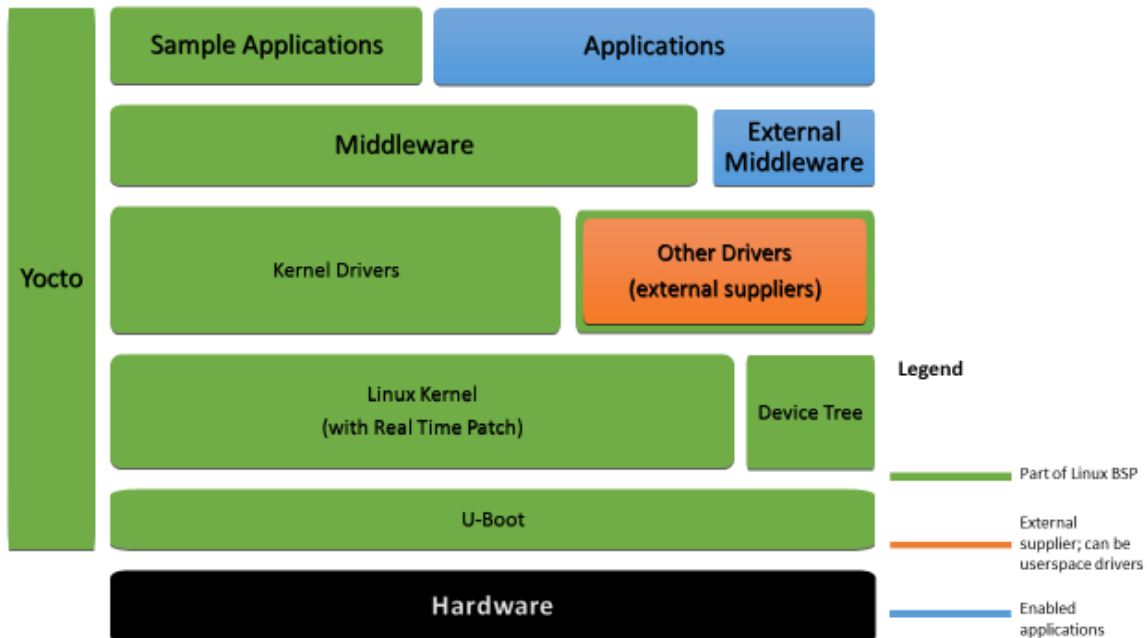 Sample Applications
Applications
Middleware
External
Middleware
Yocto
Kernel Drivers
Other Drivers
(external suppliers)
Linux Kernel
(with Real Time Patch)
Device Tree
U-Boot
Hardware
Legend
Part of Linux BSP
External
supplier; can be
userspace drivers
Enabled
applications